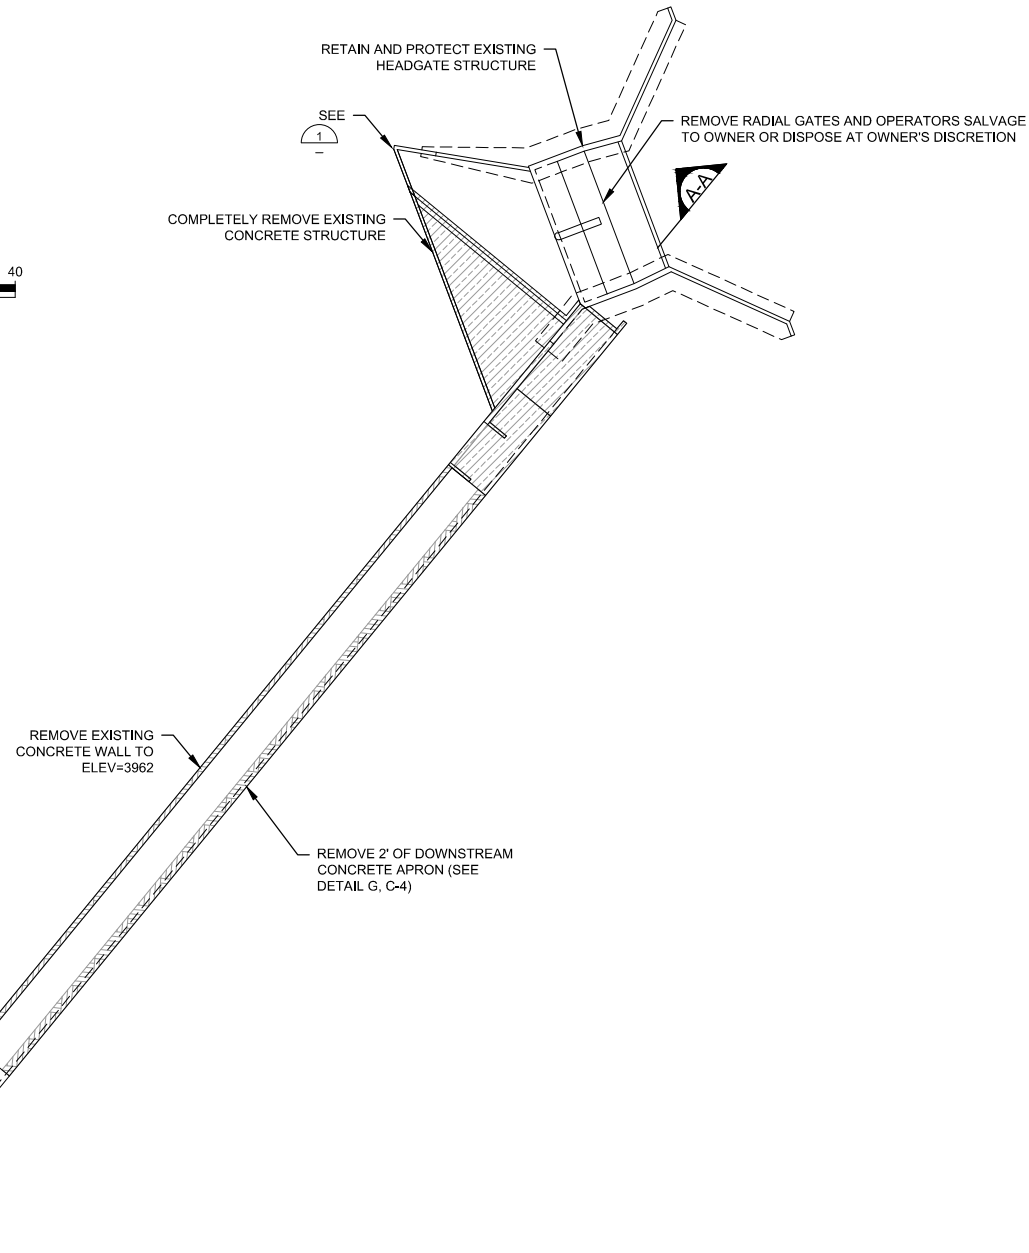 RETAIN AND PROTECT EXISTING
HEADGATE STRUCTURE
SEE
1
-
REMOVE RADIAL GATES AND OPERATORS SALVAGE
TO OWNER OR DISPOSE AT OWNER'S DISCRETION
A-A
COMPLETELY REMOVE EXISTING
CONCRETE STRUCTURE
40
REMOVE EXISTING
CONCRETE WALL TO
ELEV=3962
REMOVE 2' OF DOWNSTREAM
CONCRETE APRON (SEE
DETAIL G, C-4)